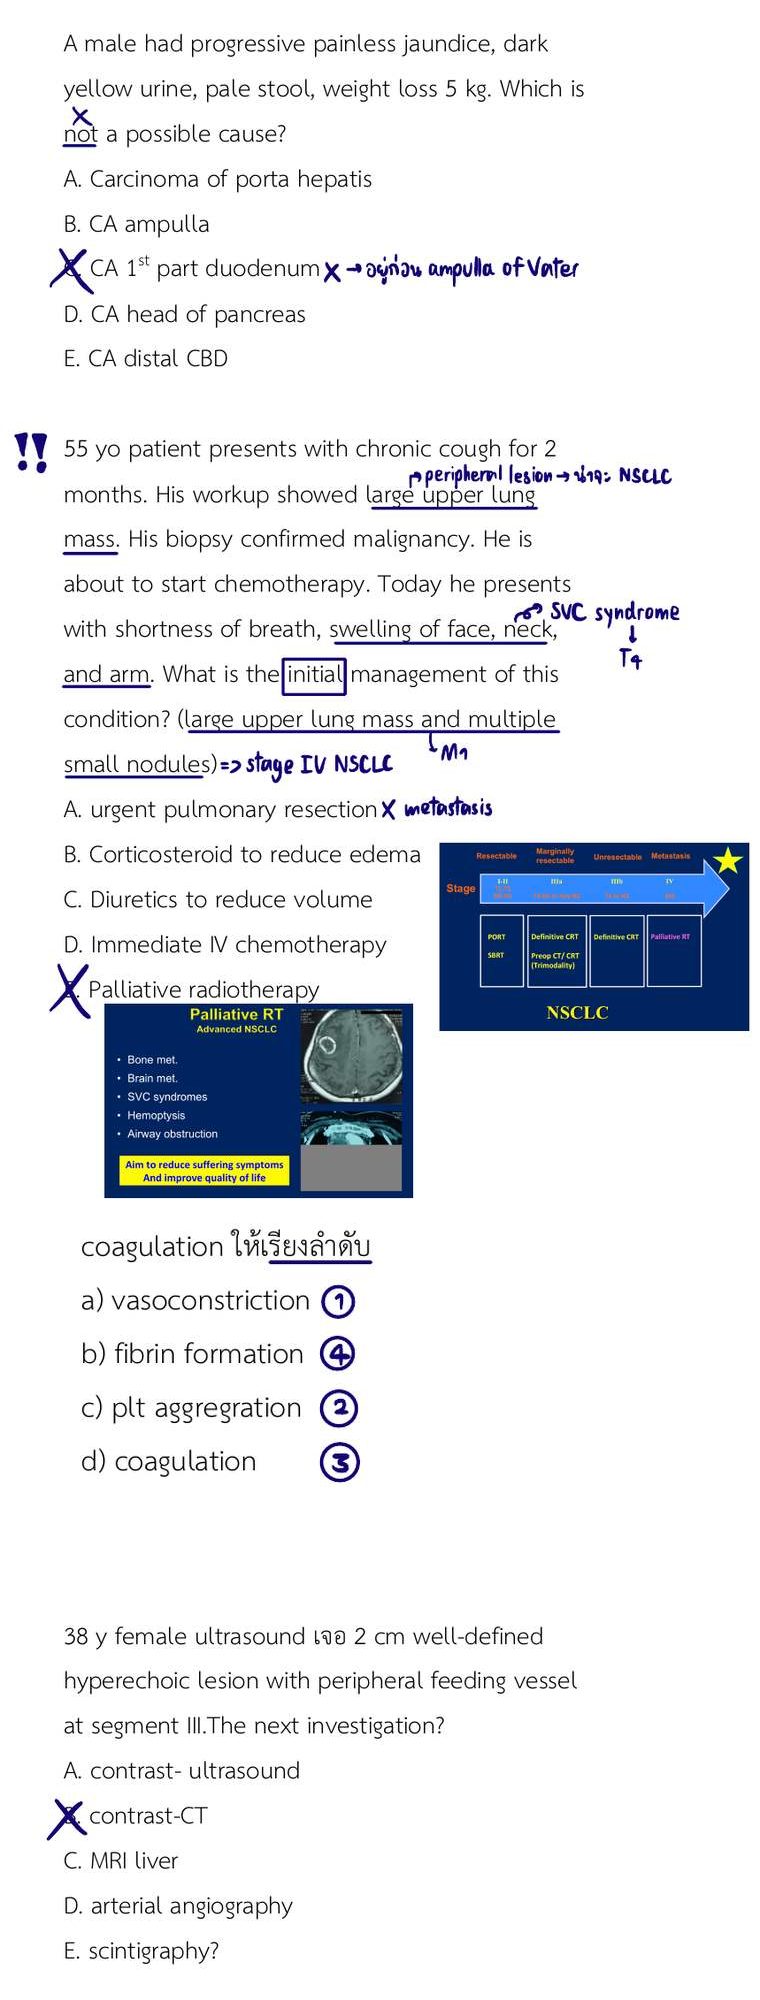 A male had progressive painless jaundice, dark
yellow urine, pale stool, weight loss 5 kg. Which is
x
not a possible cause?
A. Carcinoma of porta hepatis
B. CA ampulla
CA 1st part duodenum x → อยู่ก่อน ampulla of Vater
D. CA head of pancreas
E. CA distal CBD
!! 55 yo patient presents with chronic cough for 2
peripheral lesion → น่าจะ NSCLC
months. His workup showed large upper lung
mass. His biopsy confirmed malignancy. He is
about to start chemotherapy. Today he presents
SVC syndrome
with shortness of breath, swelling of face, neck,
↓
T4
and arm. What is the initial management of this
condition? (large upper lung mass and multiple
M1
small nodules) => stage IV NSCLC
A. urgent pulmonary resection X metastasis
B. Corticosteroid to reduce edema
C. Diuretics to reduce volume
D. Immediate IV chemotherapy
Palliative radiotherapy
Resectable Marginally resectable Unresectable Metastasis
Stage I-II IIIa IIIb IV
PORT
SBRT
Definitive CRT
Preop CT/ CRT
(Trimodality)
Definitive CRT
Palliative RT
NSCLC
Palliative RT
Advanced NSCLC
• Bone met.
• Brain met.
• SVC syndromes
• Hemoptysis
• Airway obstruction
Aim to reduce suffering symptoms
And improve quality of life
coagulation ให้เรียงลำดับ
a) vasoconstriction 1
b) fibrin formation 4
c) plt aggregration 2
d) coagulation 3
38 y female ultrasound เจอ 2 cm well-defined
hyperechoic lesion with peripheral feeding vessel
at segment III.The next investigation?
A. contrast- ultrasound
contrast-CT
C. MRI liver
D. arterial angiography
E. scintigraphy?